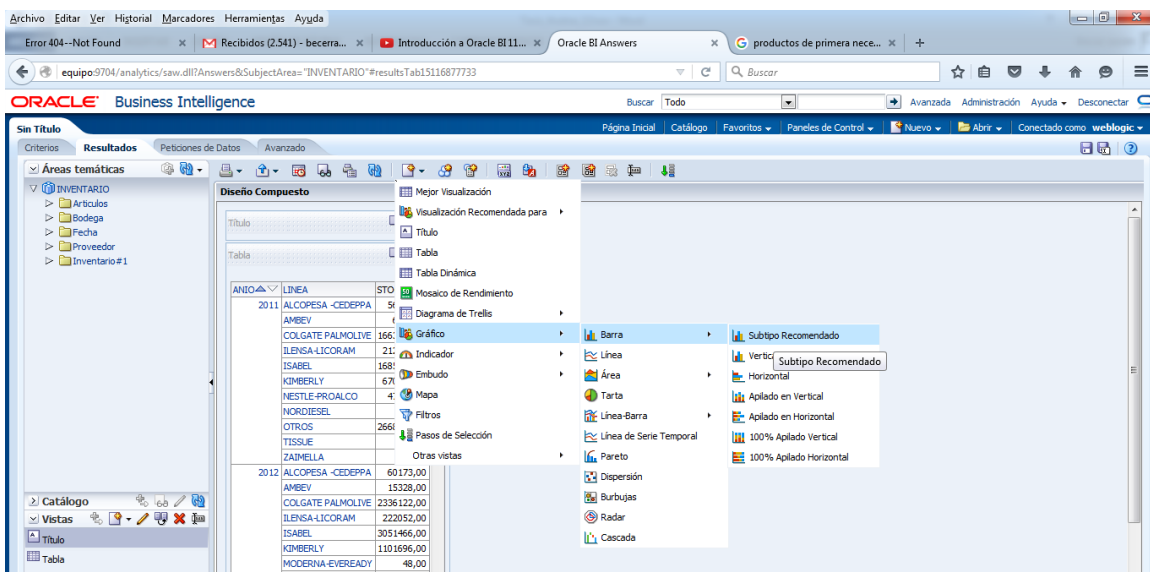 Archivo Editar Ver Historial Marcadores Herramientas Ayuda
Error 404--Not Found Recibidos (2.541) - becerra... Introducción a Oracle BI 11... Oracle BI Answers productos de primera nece...
equipo:9704/analytics/saw.dll?Answers&SubjectArea="INVENTARIO"#resultsTab15116877733 Buscar
ORACLE Business Intelligence Buscar Todo Avanzada Administración Ayuda Desconectar
Sin Título Página Inicial Catálogo Favoritos Paneles de Control Nuevo Abrir Conectado como weblogic
Criterios Resultados Peticiones de Datos Avanzado
Áreas temáticas
INVENTARIO
Articulos
Bodega
Fecha
Proveedor
Inventario#1
Catálogo
Vistas
Título
Tabla
Diseño Compuesto
Título
Tabla
ANIO LINEA STO
2011 ALCOPESA -CEDEPPA
AMBEV
COLGATE PALMOLIVE
ILENSA-LICORAM
ISABEL
KIMBERLY
NESTLE-PROALCO
NORDIESEL
OTROS
TISSUE
ZAIMELLA
2012 ALCOPESA -CEDEPPA 60173,00
AMBEV 15328,00
COLGATE PALMOLIVE 2336122,00
ILENSA-LICORAM 222052,00
ISABEL 3051466,00
KIMBERLY 1101696,00
MODERNA-EVEREADY 48,00
Mejor Visualización
Visualización Recomendada para
Título
Tabla
Tabla Dinámica
Mosaico de Rendimiento
Diagrama de Trellis
Gráfico
Indicador
Embudo
Mapa
Filtros
Pasos de Selección
Otras vistas
Barra
Línea
Área
Tarta
Línea-Barra
Línea de Serie Temporal
Pareto
Dispersión
Burbujas
Radar
Cascada
Subtipo Recomendado
Vertic
Subtipo Recomendado
Horizontal
Apilado en Vertical
Apilado en Horizontal
100% Apilado Vertical
100% Apilado Horizontal